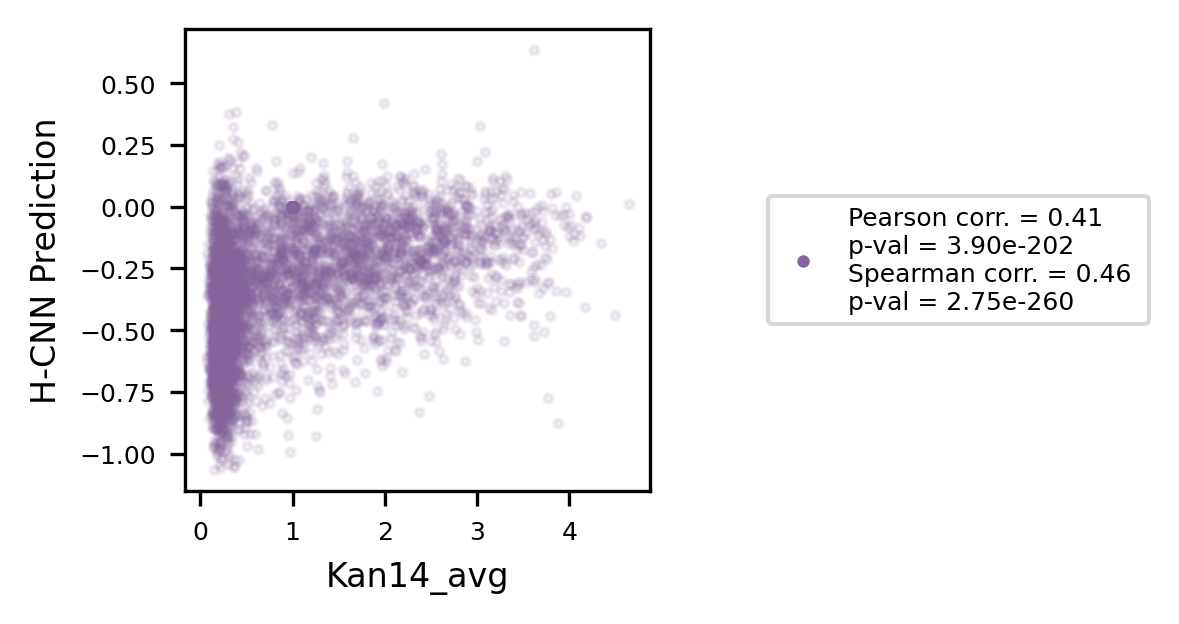 H-CNN Prediction
0.50
0.25
0.00
−0.25
−0.50
−0.75
−1.00
0 1 2 3 4
Kan14_avg
Pearson corr. = 0.41
p-val = 3.90e-202
Spearman corr. = 0.46
p-val = 2.75e-260